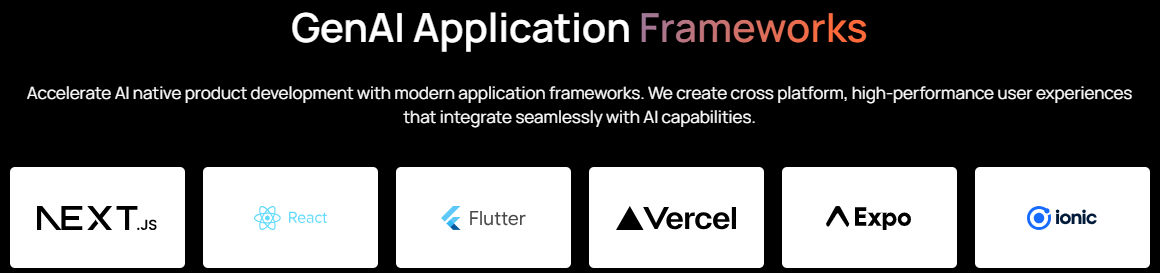 GenAI Application Frameworks
Accelerate AI native product development with modern application frameworks. We create cross platform, high-performance user experiences
that integrate seamlessly with AI capabilities.
NEXT.JS
React
Flutter
Vercel
Expo
ionic